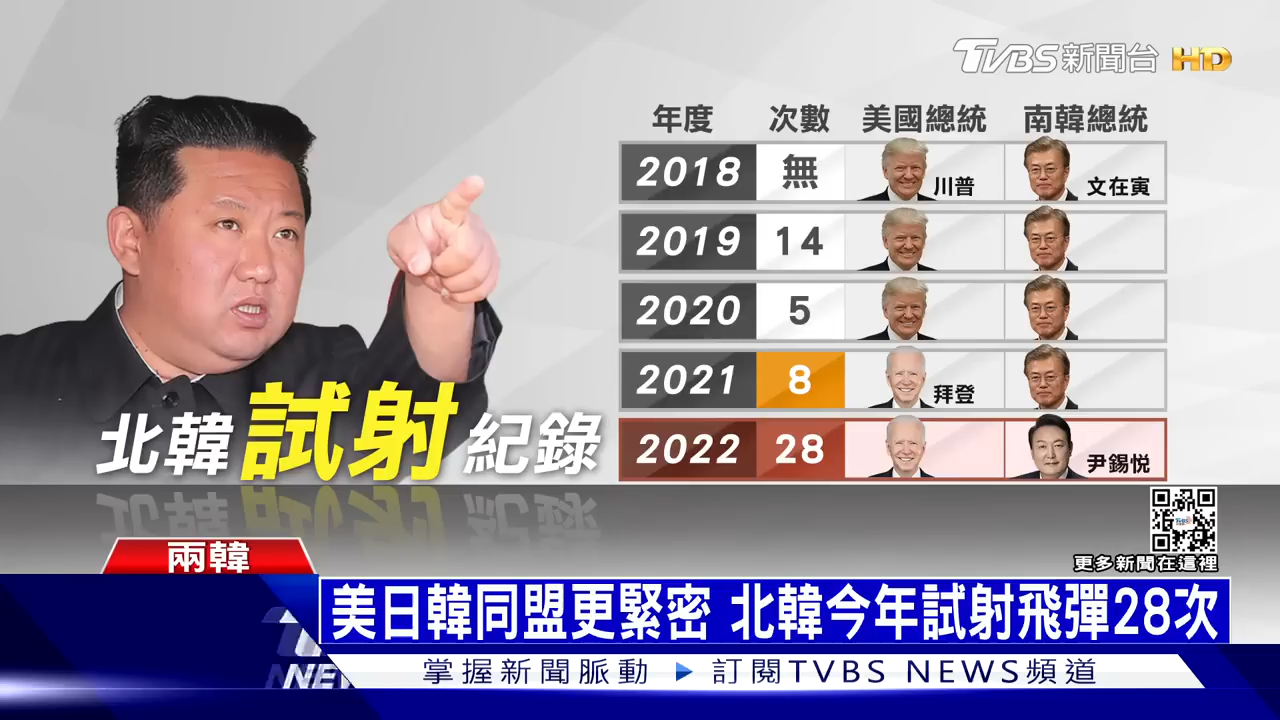 TVBS新聞台 HD
年度 次數 美國總統 南韓總統
2018 無 川普 文在寅
2019 14
2020 5
2021 8 拜登
2022 28 尹錫悅
北韓試射紀錄
更多新聞在這裡
兩韓
美日韓同盟更緊密 北韓今年試射飛彈28次
掌握新聞脈動 ▶ 訂閱TVBS NEWS頻道